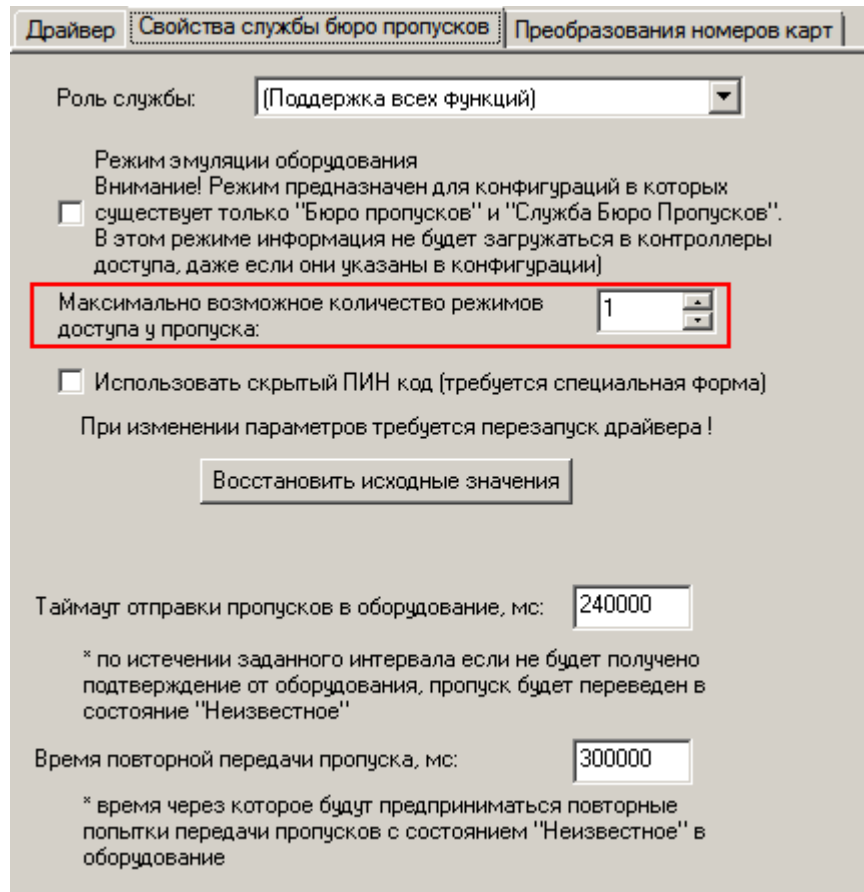 Драйвер Свойства службы бюро пропусков Преобразования номеров карт
Роль службы: (Поддержка всех функций)
Режим эмуляции оборудования
Внимание! Режим предназначен для конфигураций в которых
существует только "Бюро пропусков" и "Служба Бюро Пропусков".
В этом режиме информация не будет загружаться в контроллеры
доступа, даже если они указаны в конфигурации)
Максимально возможное количество режимов
доступа у пропуска: 1
Использовать скрытый ПИН код (требуется специальная форма)
При изменении параметров требуется перезапуск драйвера !
Восстановить исходные значения
Таймаут отправки пропусков в оборудование, мс: 240000
* по истечении заданного интервала если не будет получено
подтверждение от оборудования, пропуск будет переведен в
состояние "Неизвестное"
Время повторной передачи пропуска, мс: 300000
* время через которое будут предприниматься повторные
попытки передачи пропусков с состоянием "Неизвестное" в
оборудование